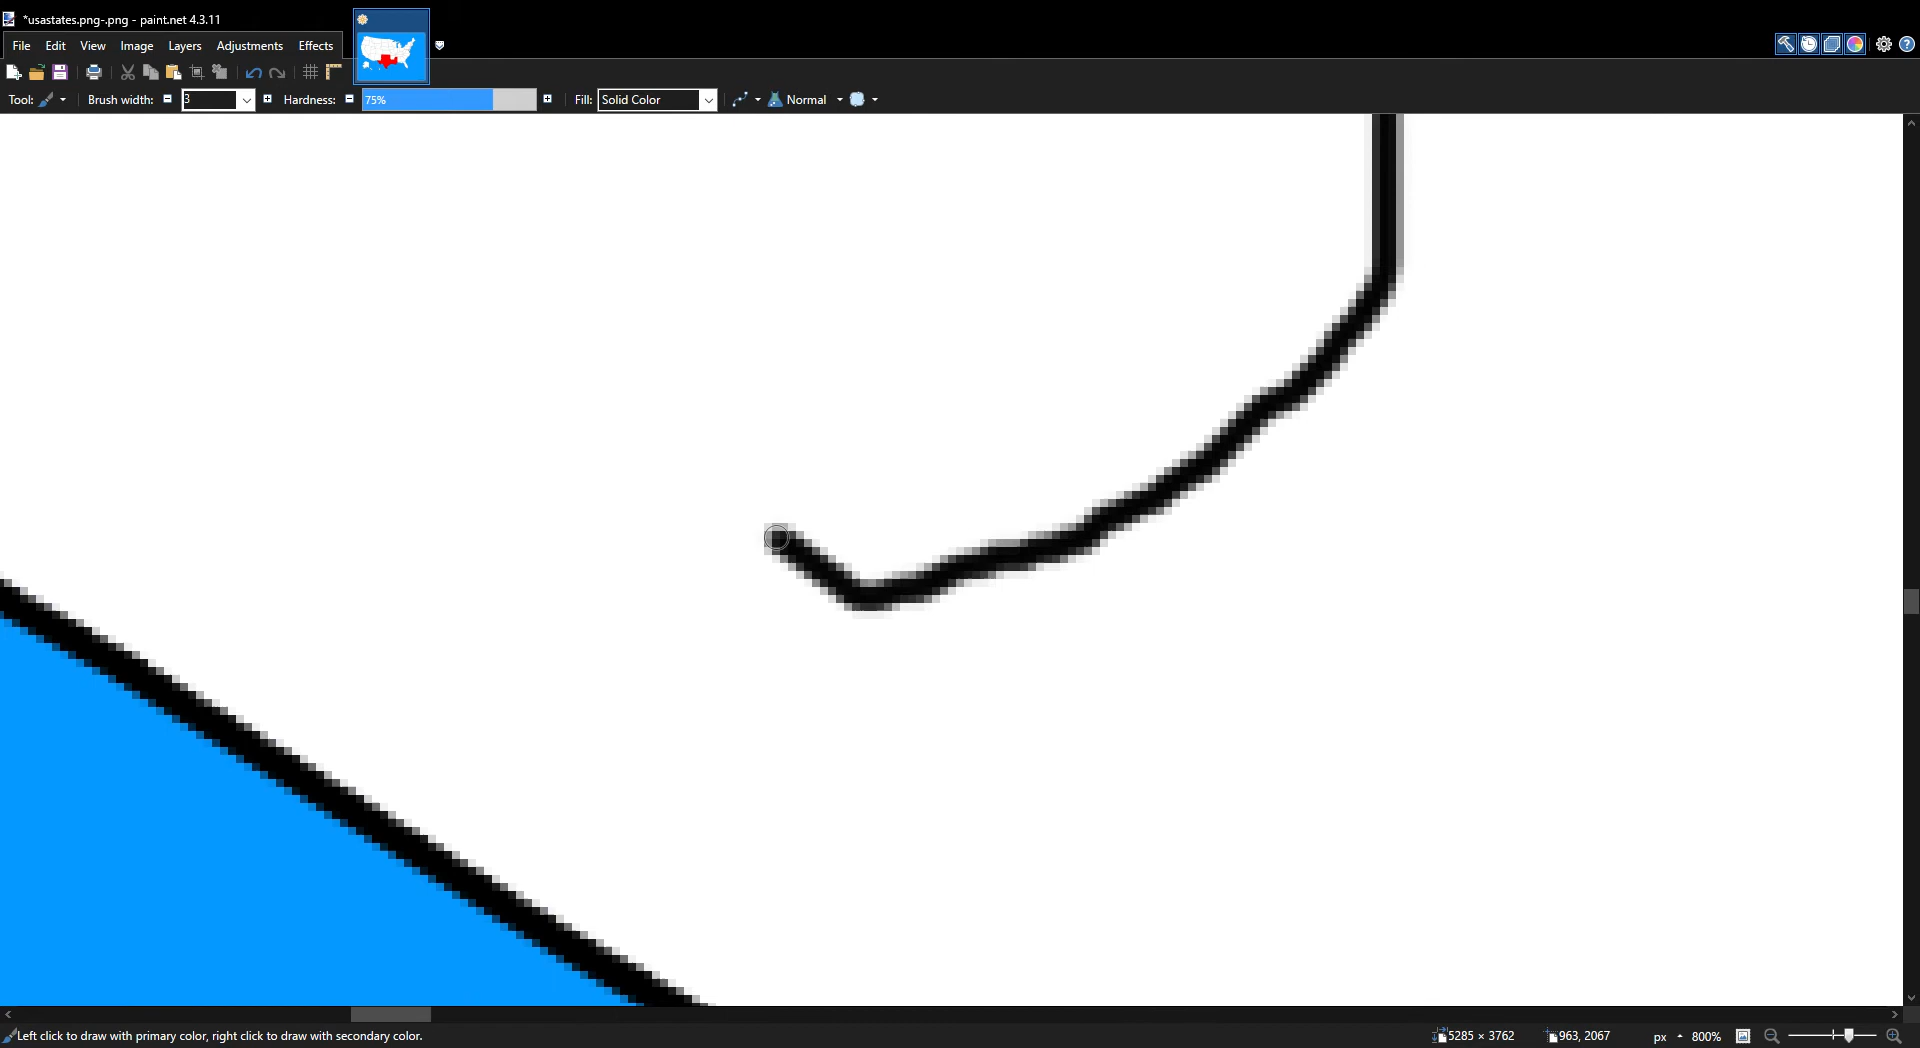 *usastates.png-.png - paint.net 4.3.11
File Edit View Image Layers Adjustments Effects
Tool: Brush width: 3 Hardness: 75% Fill: Solid Color Normal
Left click to draw with primary color, right click to draw with secondary color. 5285 × 3762 963, 2067 px 800%